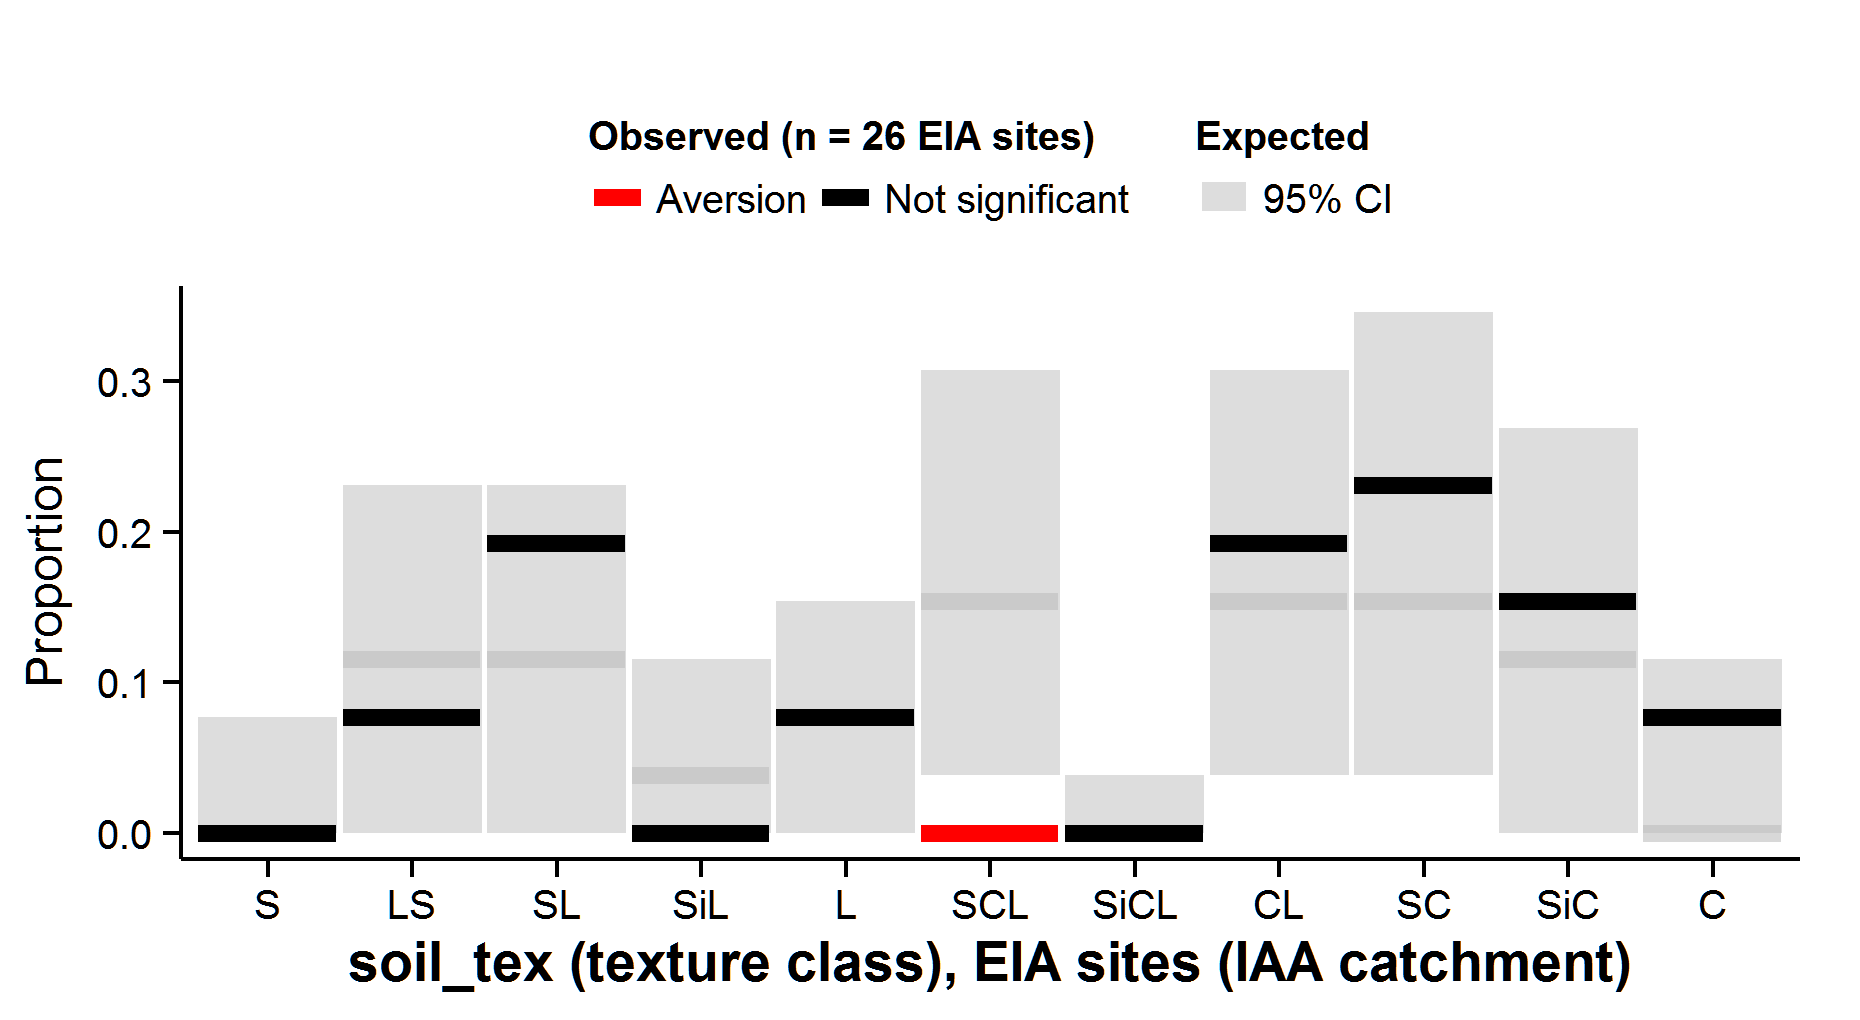 Observed (n = 26 EIA sites) Expected
Aversion Not significant 95% CI
Proportion
0.3
0.2
0.1
0.0
S LS SL SiL L SCL SiCL CL SC SiC C
soil_tex (texture class), EIA sites (IAA catchment)